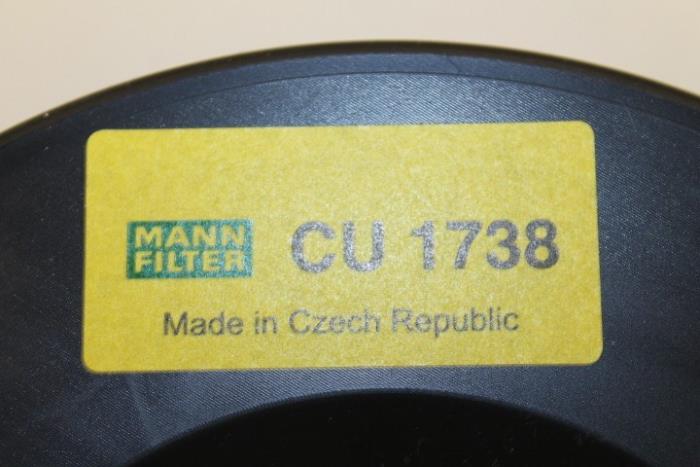 MANN
FILTER
CU 1738
Made in Czech Republic